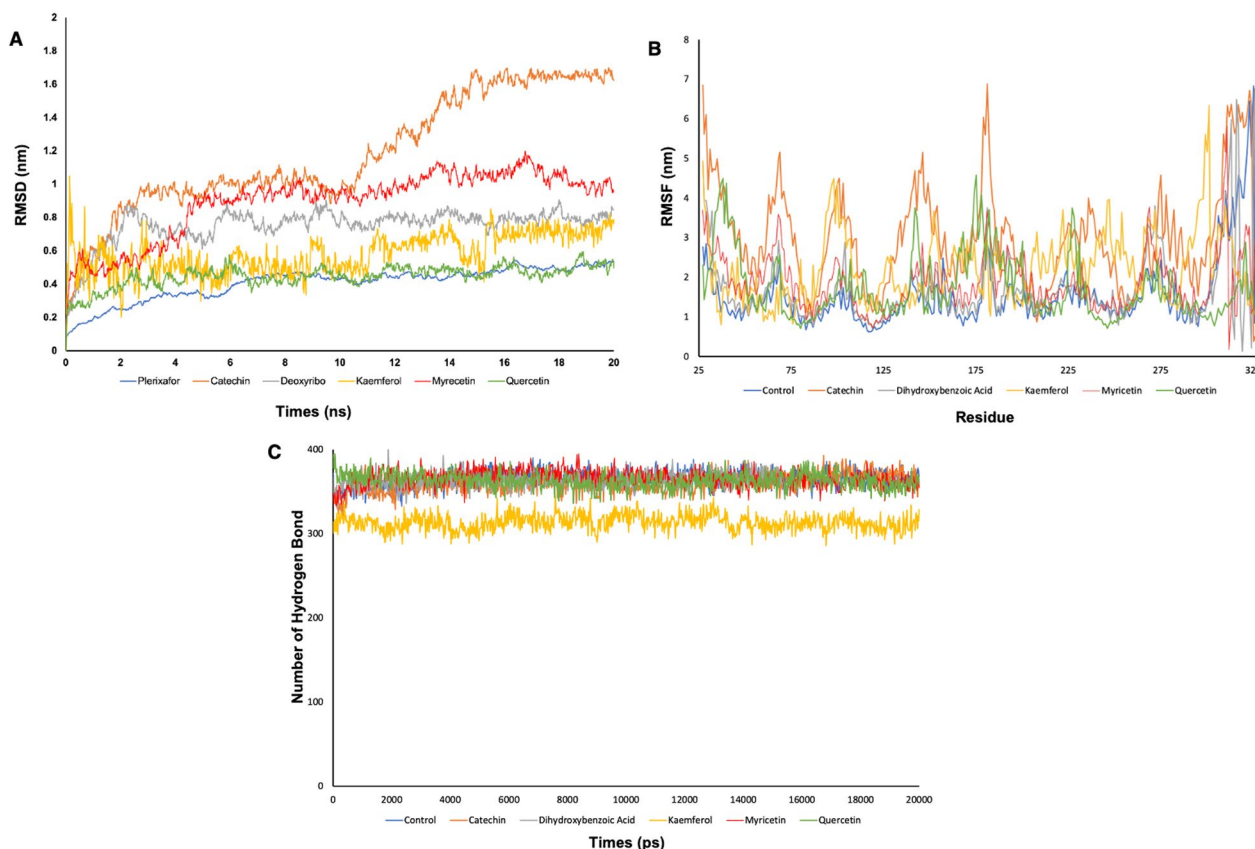 A
RMSD (nm)
2
1.8
1.6
1.4
1.2
1
0.8
0.6
0.4
0.2
0
0 2 4 6 8 10 12 14 16 18 20
Plerixafor Catechin Deoxyribo Kaemferol Myrecetin Quercetin
Times (ns)
B
RMSF (nm)
8
7
6
5
4
3
2
1
0
25 75 125 175 225 275 32
Control Catechin Dihydroxybenzoic Acid Kaemferol Myricetin Quercetin
Residue
C
Number of Hydrogen Bond
400
300
200
100
0
0 2000 4000 6000 8000 10000 12000 14000 16000 18000 20000
Control Catechin Dihydroxybenzoic Acid Kaemferol Myricetin Quercetin
Times (ps)